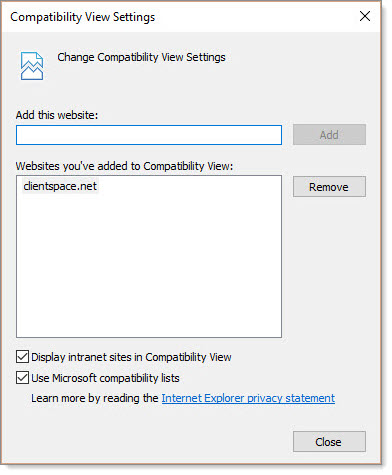 Compatibility View Settings
Change Compatibility View Settings
Add this website:
Add
Websites you've added to Compatibility View:
clientspace.net
Remove
Display intranet sites in Compatibility View
Use Microsoft compatibility lists
Learn more by reading the Internet Explorer privacy statement
Close